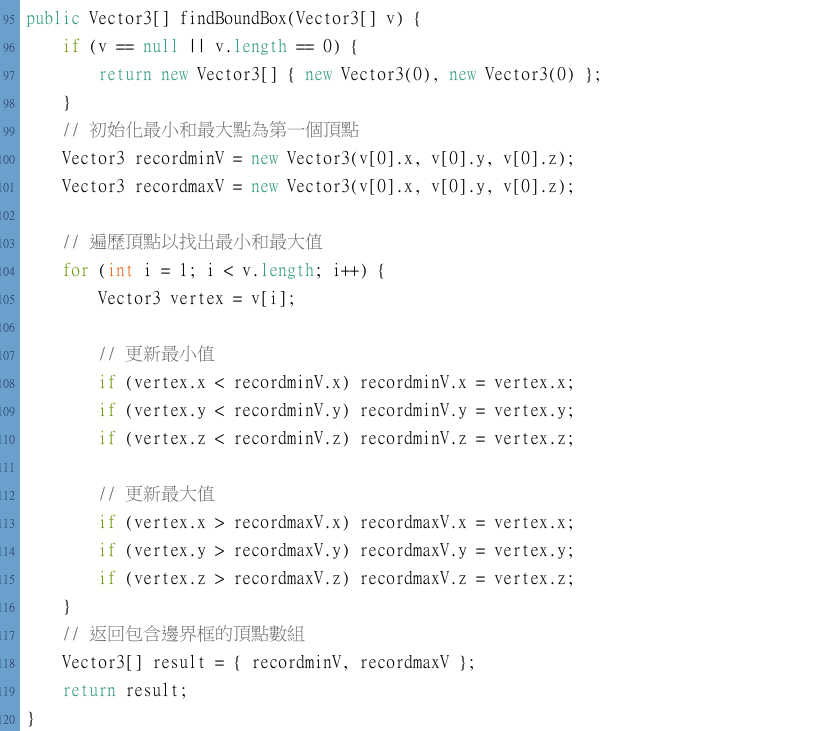 95 public Vector3[] findBoundBox(Vector3[] v) {
96     if (v == null || v.length == 0) {
97         return new Vector3[] { new Vector3(0), new Vector3(0) };
98     }
99     // 初始化最小和最大點為第一個頂點
100     Vector3 recordminV = new Vector3(v[0].x, v[0].y, v[0].z);
101     Vector3 recordmaxV = new Vector3(v[0].x, v[0].y, v[0].z);
102
103     // 遍歷頂點以找出最小和最大值
104     for (int i = 1; i < v.length; i++) {
105         Vector3 vertex = v[i];
106
107         // 更新最小值
108         if (vertex.x < recordminV.x) recordminV.x = vertex.x;
109         if (vertex.y < recordminV.y) recordminV.y = vertex.y;
110         if (vertex.z < recordminV.z) recordminV.z = vertex.z;
111
112         // 更新最大值
113         if (vertex.x > recordmaxV.x) recordmaxV.x = vertex.x;
114         if (vertex.y > recordmaxV.y) recordmaxV.y = vertex.y;
115         if (vertex.z > recordmaxV.z) recordmaxV.z = vertex.z;
116     }
117     // 返回包含邊界框的頂點數組
118     Vector3[] result = { recordminV, recordmaxV };
119     return result;
120 }